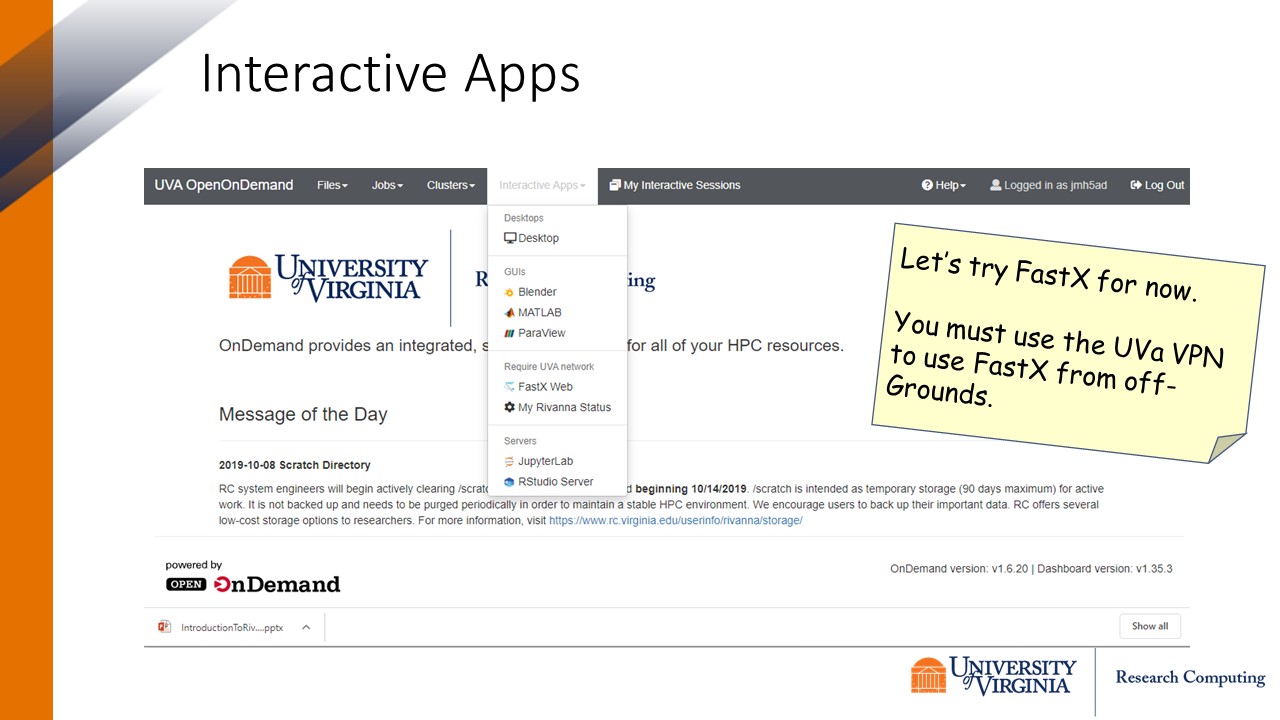 Interactive Apps
UVA OpenOnDemand Files Jobs Clusters Interactive Apps My Interactive Sessions Help Logged in as jmh5ad Log Out
Desktops
Desktop
GUIs
Blender
MATLAB
ParaView
Require UVA network
FastX Web
My Rivanna Status
Servers
JupyterLab
RStudio Server
UNIVERSITY
of VIRGINIA
R ing
OnDemand provides an integrated, s for all of your HPC resources.
Message of the Day
2019-10-08 Scratch Directory
RC system engineers will begin actively clearing /scrat d beginning 10/14/2019. /scratch is intended as temporary storage (90 days maximum) for active
work. It is not backed up and needs to be purged periodically in order to maintain a stable HPC environment. We encourage users to back up their important data. RC offers several
low-cost storage options to researchers. For more information, visit https://www.rc.virginia.edu/userinfo/rivanna/storage/
Let's try FastX for now.
You must use the UVa VPN
to use FastX from off-
Grounds.
powered by
OPEN OnDemand
OnDemand version: v1.6.20 | Dashboard version: v1.35.3
IntroductionToRiv....pptx
Show all
UNIVERSITY
of VIRGINIA
Research Computing